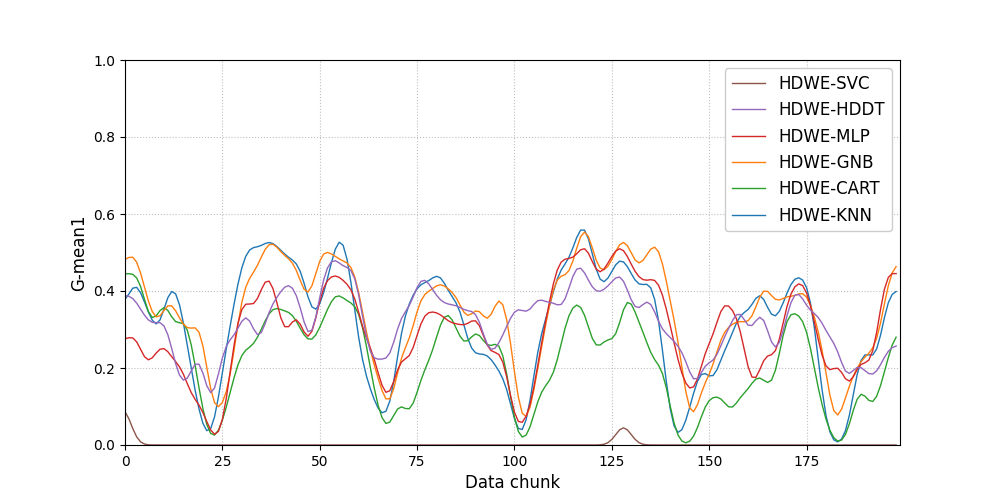 1.0
0.8
0.6
0.4
0.2
0.0
G-mean1
HDWE-SVC
HDWE-HDDT
HDWE-MLP
HDWE-GNB
HDWE-CART
HDWE-KNN
0 25 50 75 100 125 150 175
Data chunk